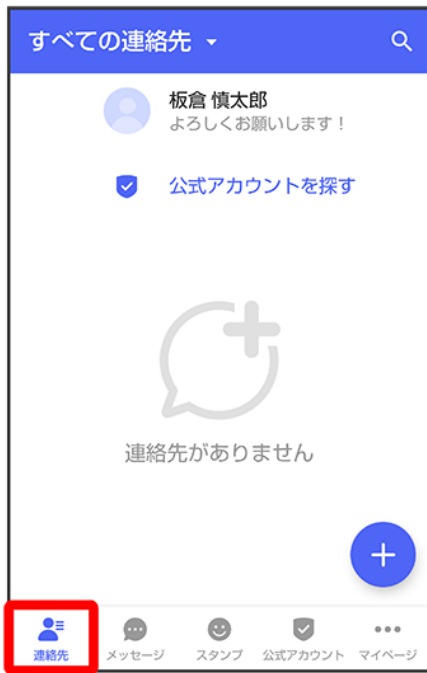 すべての連絡先
板倉 慎太郎
よろしくお願いします！
公式アカウントを探す
連絡先がありません
連絡先 メッセージ スタンプ 公式アカウント マイページ